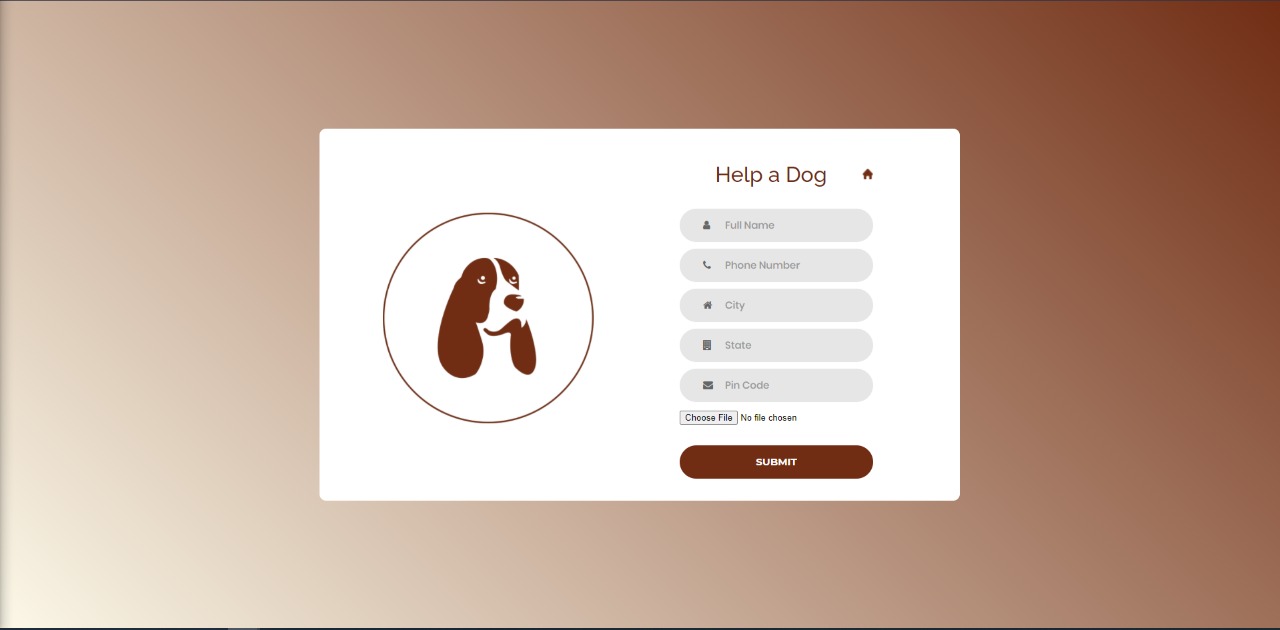 Help a Dog
Full Name
Phone Number
City
State
Pin Code
Choose File No file chosen
SUBMIT